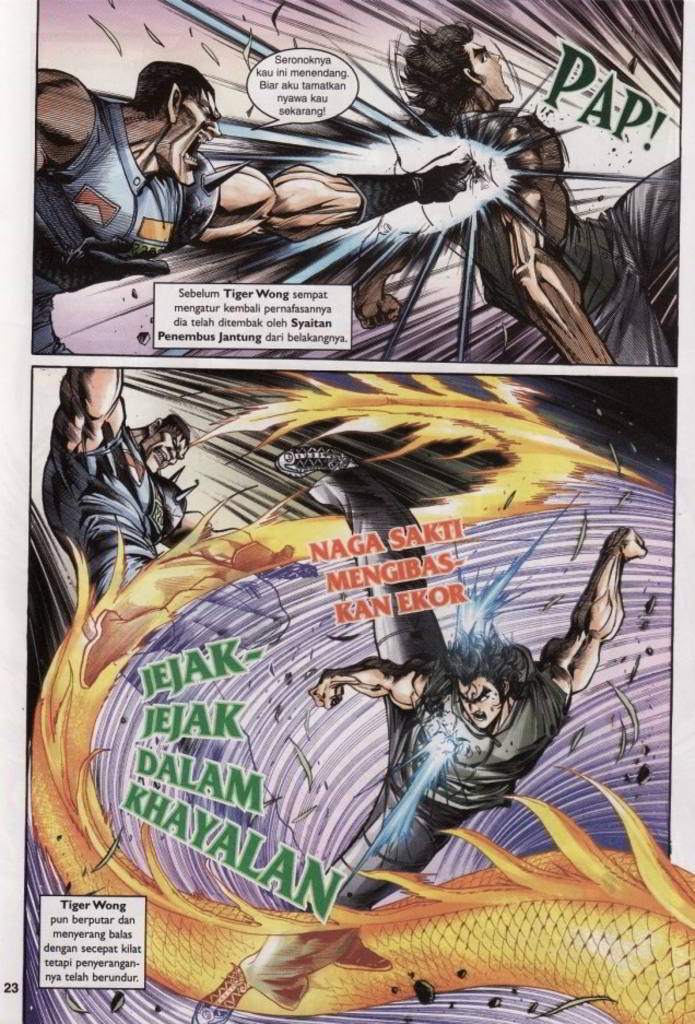 Seronoknya
kau ini menendang.
Biar aku tamatkan
nyawa kau
sekarang!
PAP!
Sebelum Tiger Wong sempat
mengatur kembali pernafasannya
dia telah ditembak oleh Syaitan
Penembus Jantung dari belakangnya.
NAGA SAKTI
MENGIBAS-
KAN EKOR
JEJAK-
JEJAK
DALAM
KHAYALAN
Tiger Wong
pun berputar dan
menyerang balas
dengan secepat kilat
tetapi penyerangan-
nya telah berundur.
23